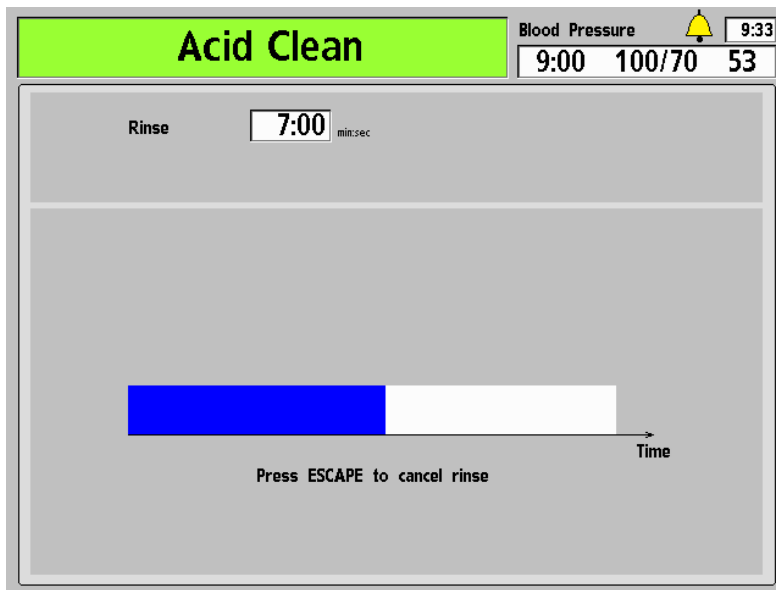 Acid Clean
Blood Pressure 9:33
9:00 100/70 53
Rinse 7:00 min:sec
Time
Press ESCAPE to cancel rinse